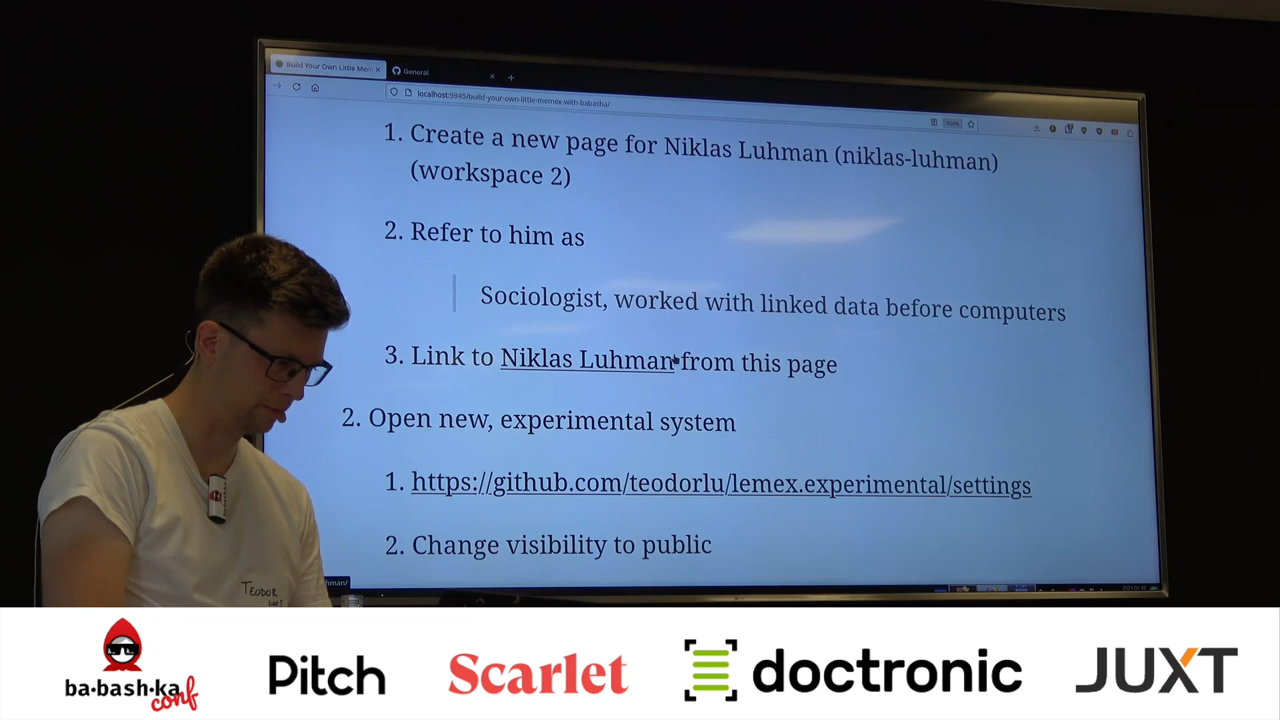 Build Your Own Little Mem
General
localhost:9945/build-your-own-little-memex-with-babasha/
1. Create a new page for Niklas Luhman (niklas-luhman)
(workspace 2)
2. Refer to him as
Sociologist, worked with linked data before computers
3. Link to Niklas Luhman from this page
2. Open new, experimental system
1. https://github.com/teodorlu/lemex.experimental/settings
2. Change visibility to public
hman/
TEODOR
ba·bash·ka
conf
Pitch
Scarlet
doctronic
JUXT